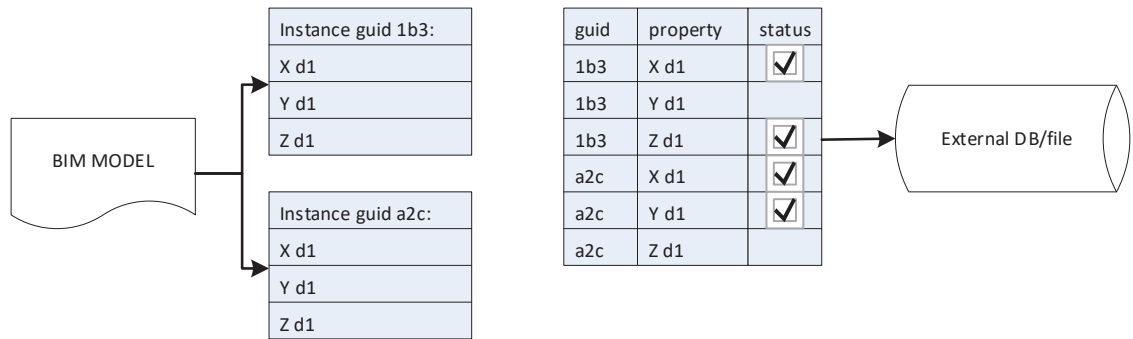 BIM MODEL
Instance guid 1b3:
X d1
Y d1
Z d1
Instance guid a2c:
X d1
Y d1
Z d1
guid property status
1b3 X d1
1b3 Y d1
1b3 Z d1
a2c X d1
a2c Y d1
a2c Z d1
External DB/file